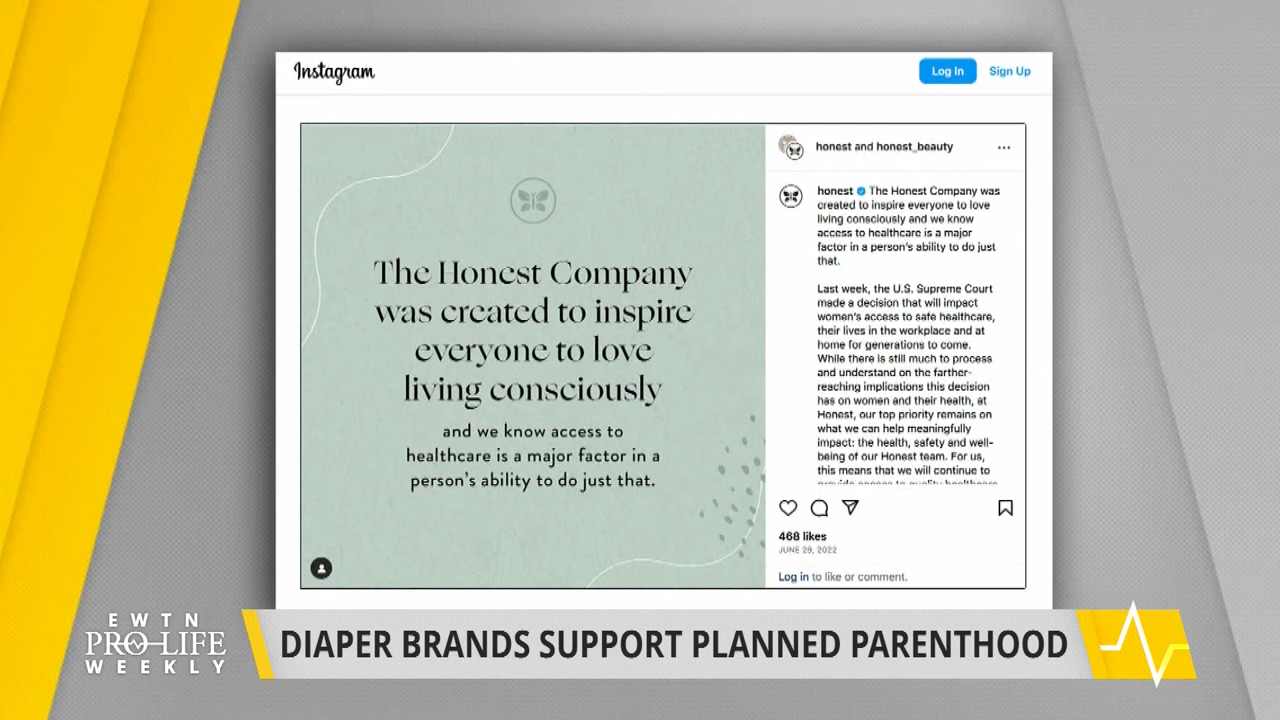 Instagram
Log In
Sign Up
The Honest Company
was created to inspire
everyone to love
living consciously
and we know access to
healthcare is a major factor in a
person's ability to do just that.
honest and honest_beauty
honest The Honest Company was
created to inspire everyone to love
living consciously and we know
access to healthcare is a major
factor in a person's ability to do just
that.
Last week, the U.S. Supreme Court
made a decision that will impact
women's access to safe healthcare,
their lives in the workplace and at
home for generations to come.
While there is still much to process
and understand on the farther-
reaching implications this decision
has on women and their health, at
Honest, our top priority remains on
what we can help meaningfully
impact: the health, safety and well-
being of our Honest team. For us,
this means that we will continue to
provide access to quality healthcare
468 likes
JUNE 29, 2022
Log in to like or comment.
EWTN
PRO-LIFE
WEEKLY
DIAPER BRANDS SUPPORT PLANNED PARENTHOOD